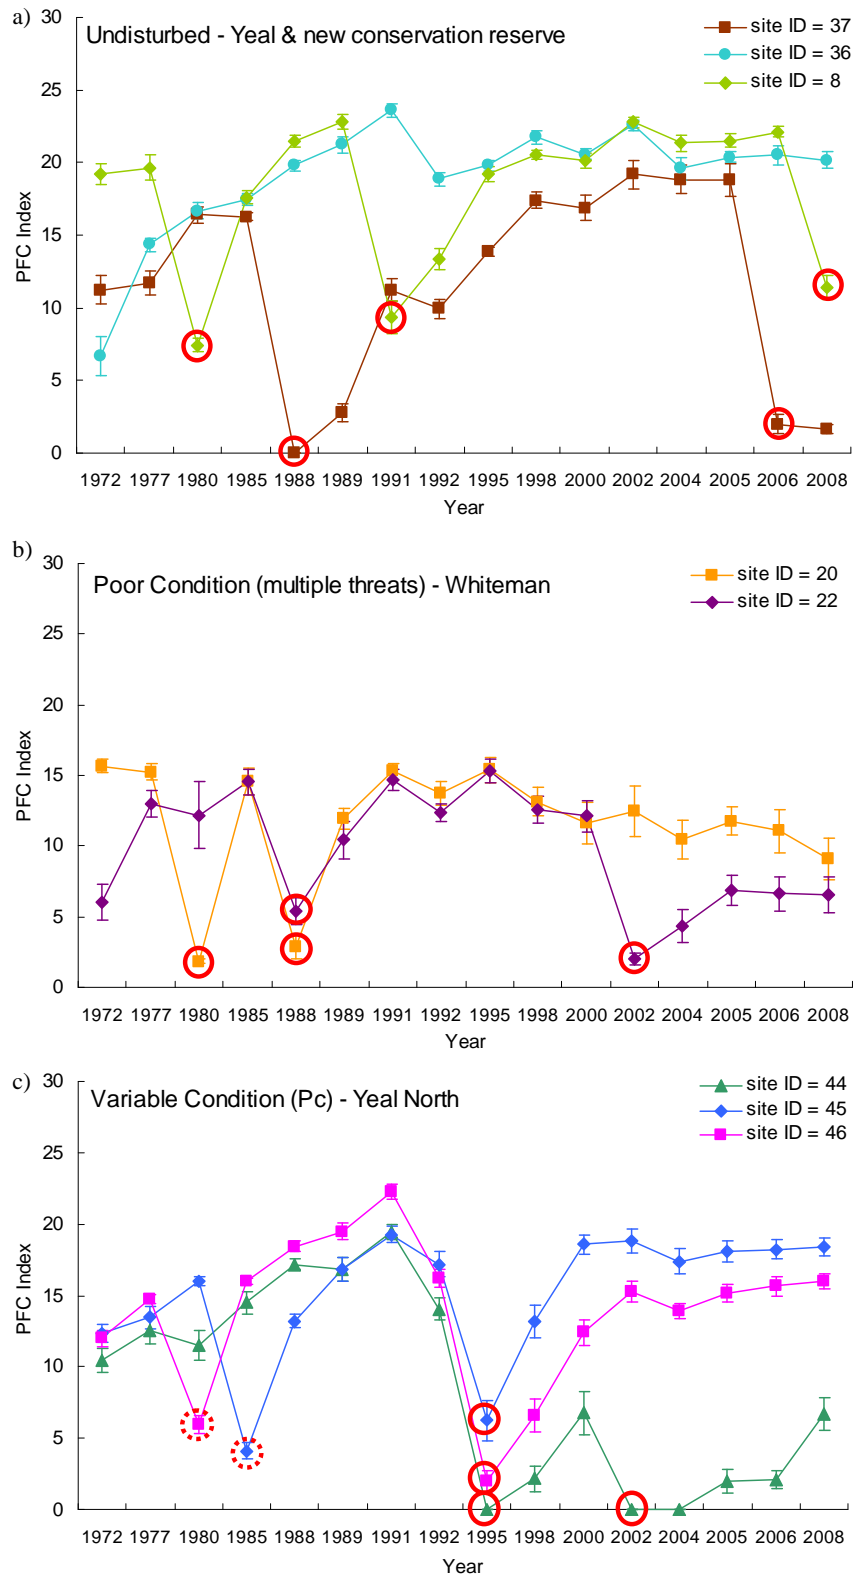 a)
Undisturbed - Yeal & new conservation reserve
site ID = 37
site ID = 36
site ID = 8
PFC Index
30
25
20
15
10
5
0
1972 1977 1980 1985 1988 1989 1991 1992 1995 1998 2000 2002 2004 2005 2006 2008
Year
b)
Poor Condition (multiple threats) - Whiteman
site ID = 20
site ID = 22
PFC Index
30
25
20
15
10
5
0
1972 1977 1980 1985 1988 1989 1991 1992 1995 1998 2000 2002 2004 2005 2006 2008
Year
c)
Variable Condition (Pc) - Yeal North
site ID = 44
site ID = 45
site ID = 46
PFC Index
30
25
20
15
10
5
0
1972 1977 1980 1985 1988 1989 1991 1992 1995 1998 2000 2002 2004 2005 2006 2008
Year